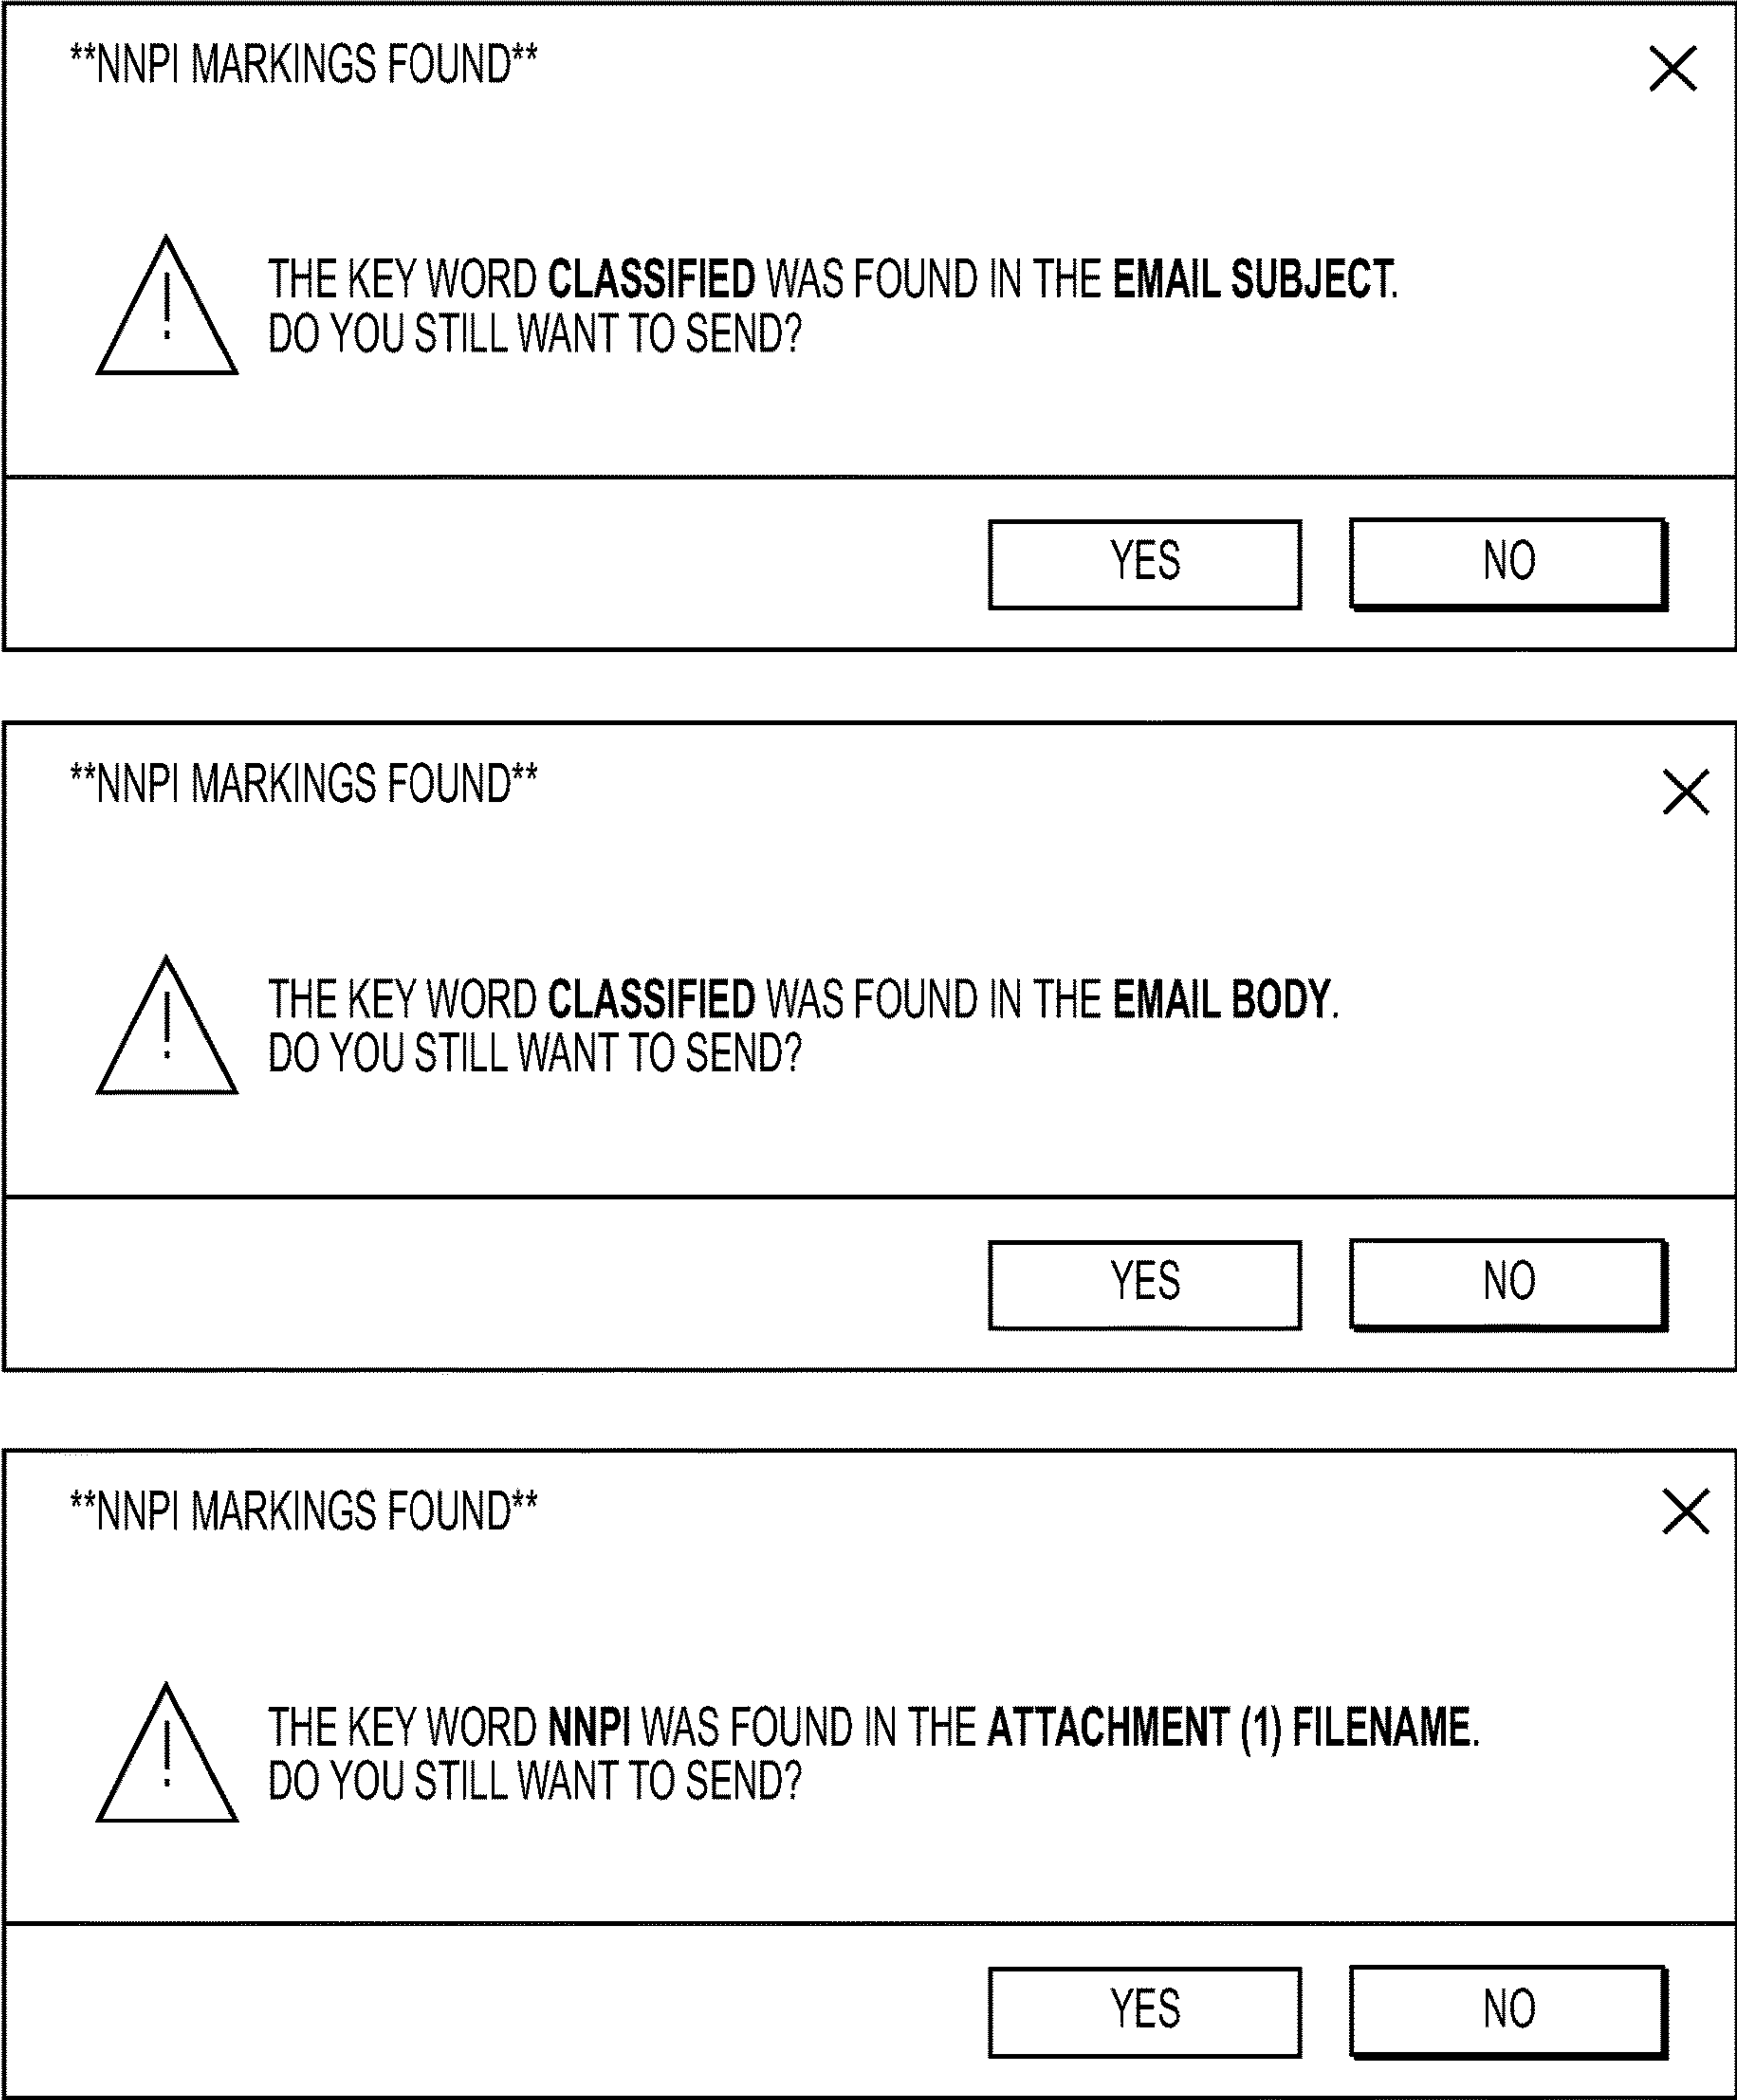 **NNPI MARKINGS FOUND**
THE KEY WORD CLASSIFIED WAS FOUND IN THE EMAIL SUBJECT.
DO YOU STILL WANT TO SEND?
YES NO
**NNPI MARKINGS FOUND**
THE KEY WORD CLASSIFIED WAS FOUND IN THE EMAIL BODY.
DO YOU STILL WANT TO SEND?
YES NO
**NNPI MARKINGS FOUND**
THE KEY WORD NNPI WAS FOUND IN THE ATTACHMENT (1) FILENAME.
DO YOU STILL WANT TO SEND?
YES NO